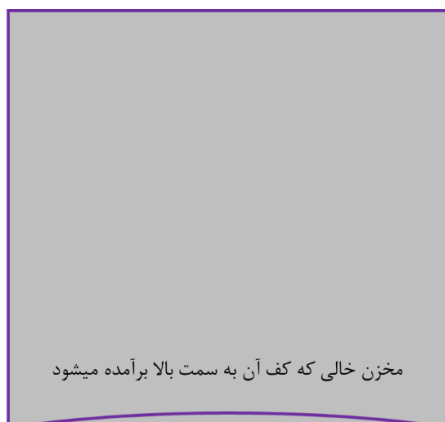 مخزن خالی که کف آن به سمت بالا برآمده میشود